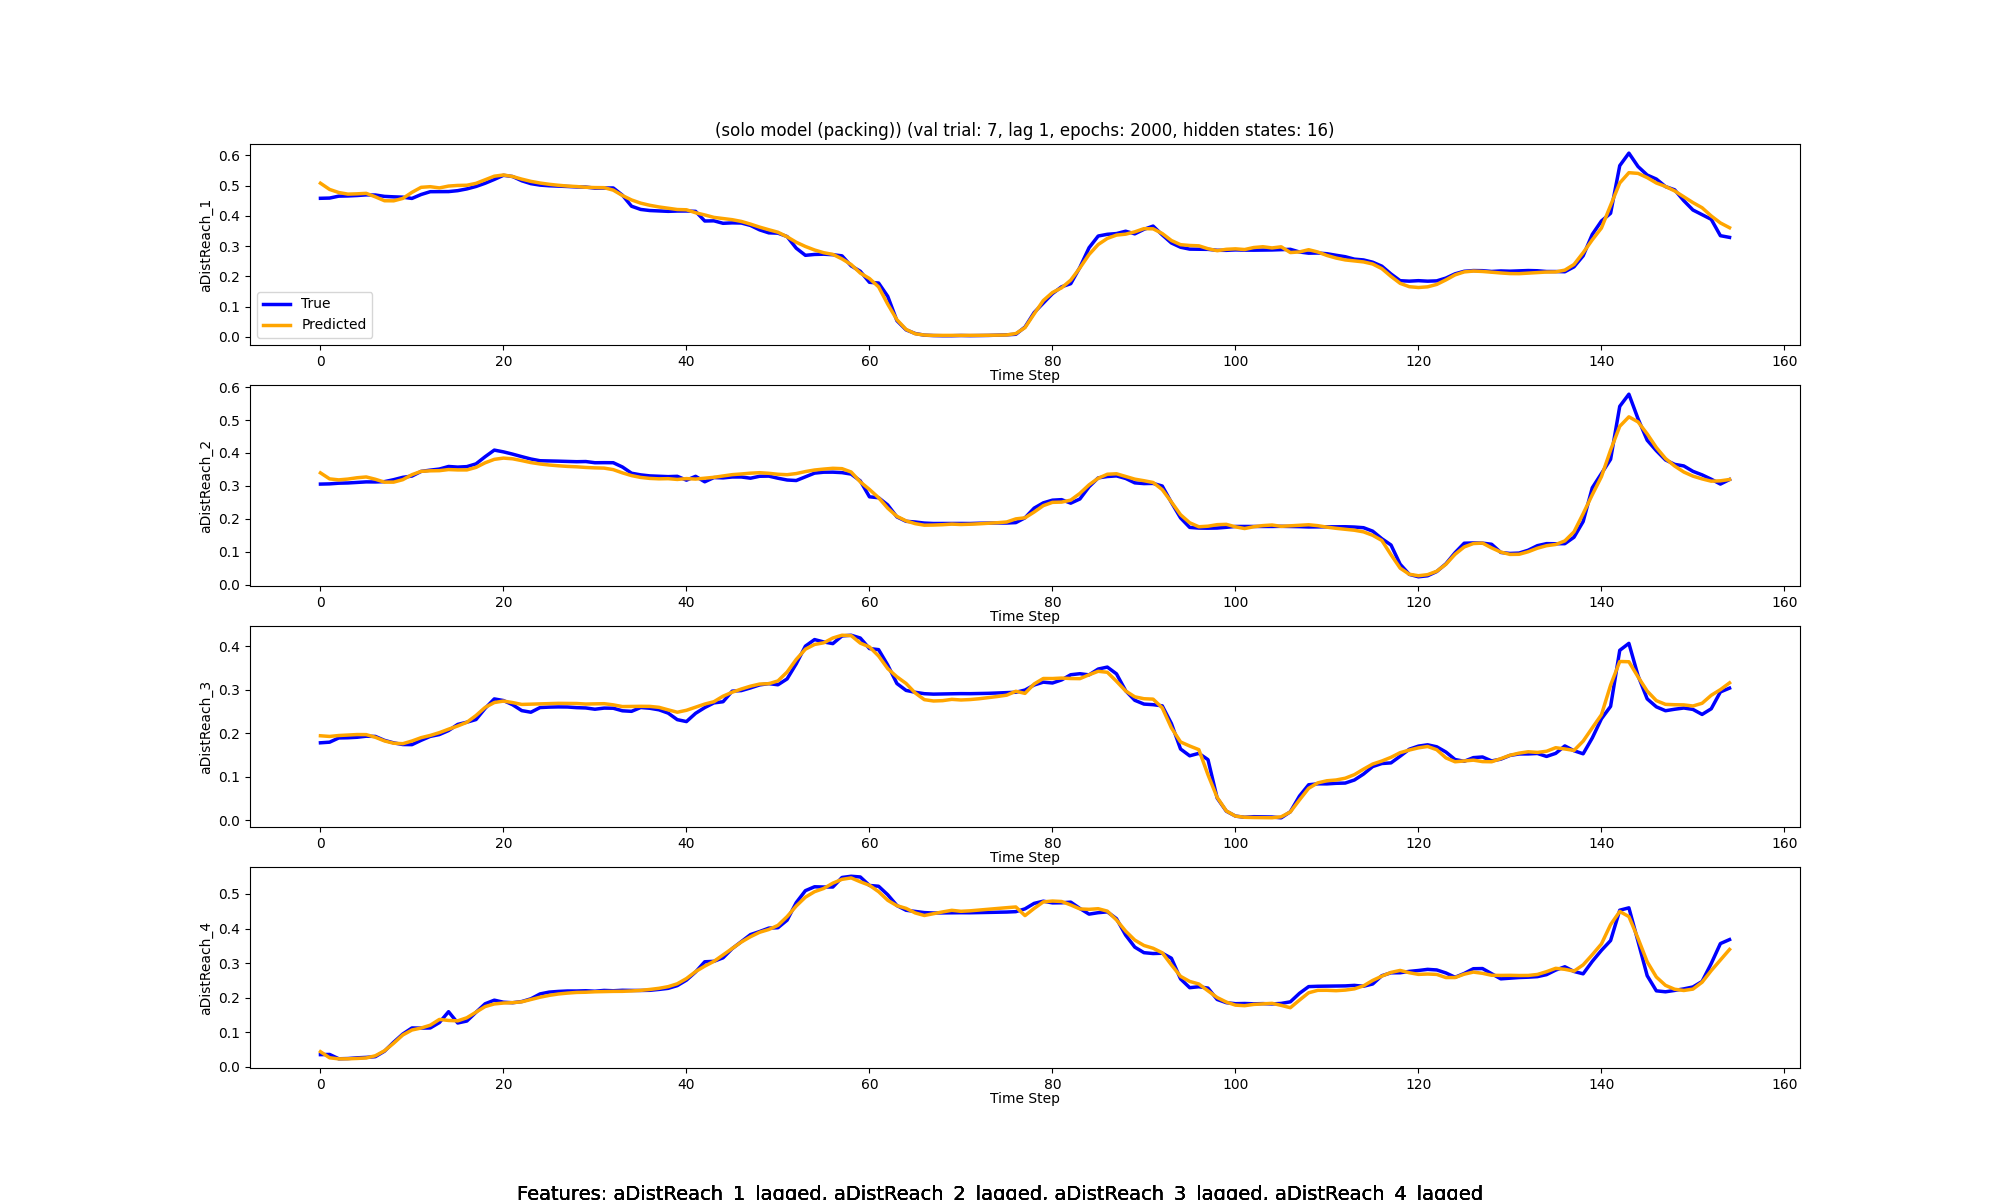 (solo model (packing)) (val trial: 7, lag 1, epochs: 2000, hidden states: 16)
aDistReach_1
0.6
0.5
0.4
0.3
0.2
0.1
0.0
True
Predicted
0 20 40 60 80 100 120 140 160
Time Step
aDistReach_2
0.6
0.5
0.4
0.3
0.2
0.1
0.0
0 20 40 60 80 100 120 140 160
Time Step
aDistReach_3
0.4
0.3
0.2
0.1
0.0
0 20 40 60 80 100 120 140 160
Time Step
aDistReach_4
0.5
0.4
0.3
0.2
0.1
0.0
0 20 40 60 80 100 120 140 160
Time Step
Features: aDistReach_1_lagged, aDistReach_2_lagged, aDistReach_3_lagged, aDistReach_4_lagged